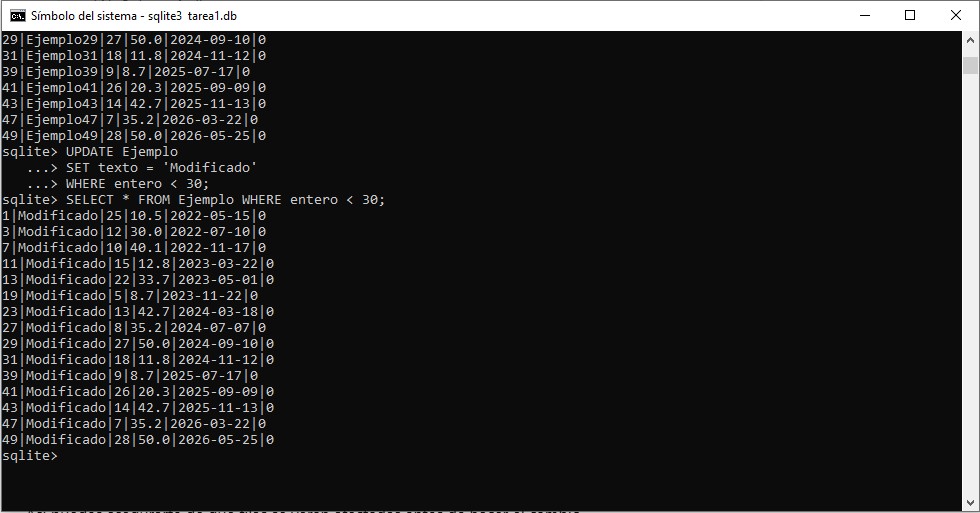 Símbolo del sistema - sqlite3 tarea1.db
29|Ejemplo29|27|50.0|2024-09-10|0
31|Ejemplo31|18|11.8|2024-11-12|0
39|Ejemplo39|9|8.7|2025-07-17|0
41|Ejemplo41|26|20.3|2025-09-09|0
43|Ejemplo43|14|42.7|2025-11-13|0
47|Ejemplo47|7|35.2|2026-03-22|0
49|Ejemplo49|28|50.0|2026-05-25|0
sqlite> UPDATE Ejemplo
   ...> SET texto = 'Modificado'
   ...> WHERE entero < 30;
sqlite> SELECT * FROM Ejemplo WHERE entero < 30;
1|Modificado|25|10.5|2022-05-15|0
3|Modificado|12|30.0|2022-07-10|0
7|Modificado|10|40.1|2022-11-17|0
11|Modificado|15|12.8|2023-03-22|0
13|Modificado|22|33.7|2023-05-01|0
19|Modificado|5|8.7|2023-11-22|0
23|Modificado|13|42.7|2024-03-18|0
27|Modificado|8|35.2|2024-07-07|0
29|Modificado|27|50.0|2024-09-10|0
31|Modificado|18|11.8|2024-11-12|0
39|Modificado|9|8.7|2025-07-17|0
41|Modificado|26|20.3|2025-09-09|0
43|Modificado|14|42.7|2025-11-13|0
47|Modificado|7|35.2|2026-03-22|0
49|Modificado|28|50.0|2026-05-25|0
sqlite>